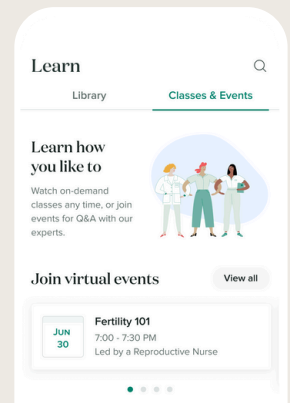 Learn
Library
Classes & Events
Learn how
you like to
Watch on-demand
classes any time, or join
events for Q&A with our
experts.
Join virtual events
View all
JUN
30
Fertility 101
7:00 - 7:30 PM
Led by a Reproductive Nurse